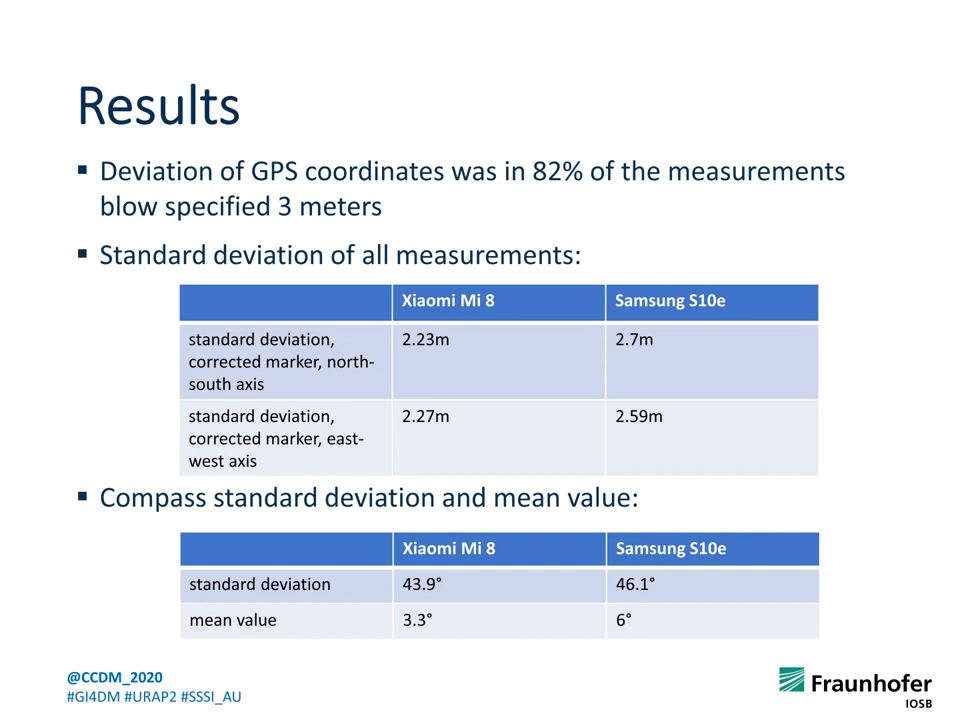 Results
▪ Deviation of GPS coordinates was in 82% of the measurements
blow specified 3 meters
▪ Standard deviation of all measurements:
Xiaomi Mi 8 Samsung S10e
standard deviation, 2.23m 2.7m
corrected marker, north-
south axis
standard deviation, 2.27m 2.59m
corrected marker, east-
west axis
▪ Compass standard deviation and mean value:
Xiaomi Mi 8 Samsung S10e
standard deviation 43.9° 46.1°
mean value 3.3° 6°
@CCDM_2020
#GI4DM #URAP2 #SSSI_AU
Fraunhofer
IOSB